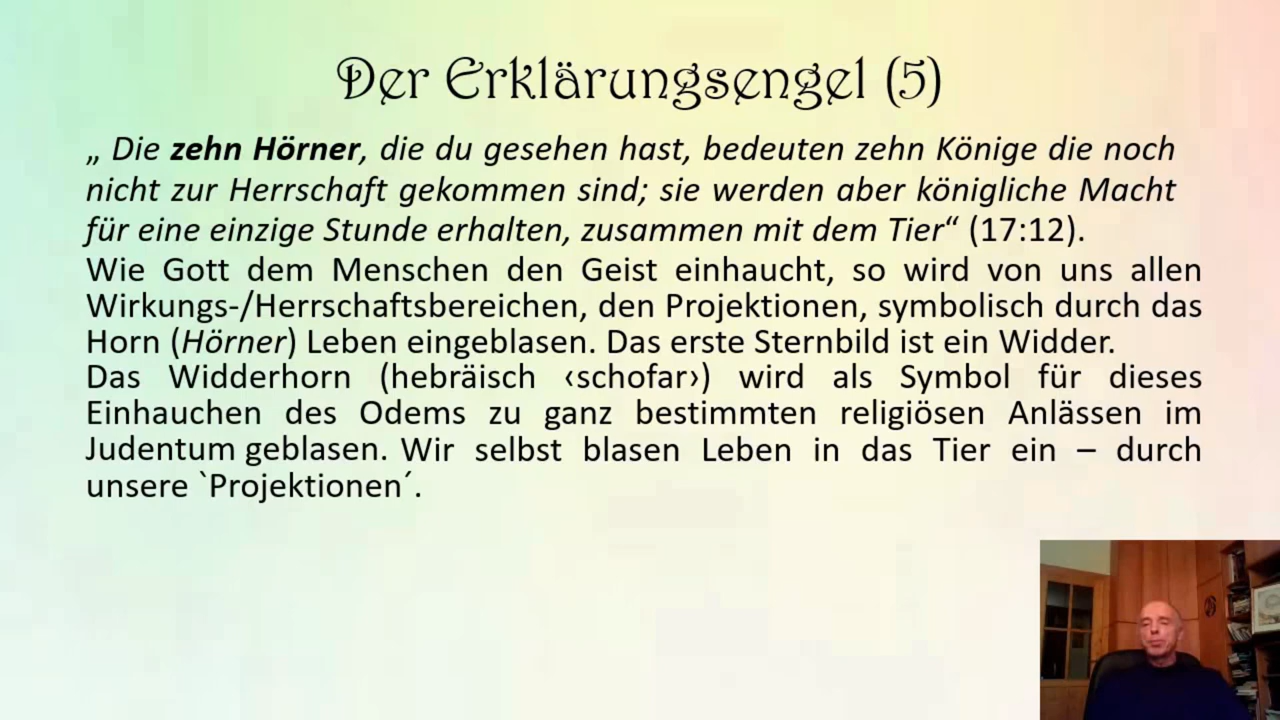 Der Erklärungsengel (5)
„ Die zehn Hörner, die du gesehen hast, bedeuten zehn Könige die noch
nicht zur Herrschaft gekommen sind; sie werden aber königliche Macht
für eine einzige Stunde erhalten, zusammen mit dem Tier“ (17:12).
Wie Gott dem Menschen den Geist einhaucht, so wird von uns allen
Wirkungs-/Herrschaftsbereichen, den Projektionen, symbolisch durch das
Horn (Hörner) Leben eingeblasen. Das erste Sternbild ist ein Widder.
Das Widderhorn (hebräisch ‹schofar›) wird als Symbol für dieses
Einhauchen des Odems zu ganz bestimmten religiösen Anlässen im
Judentum geblasen. Wir selbst blasen Leben in das Tier ein – durch
unsere `Projektionen´.